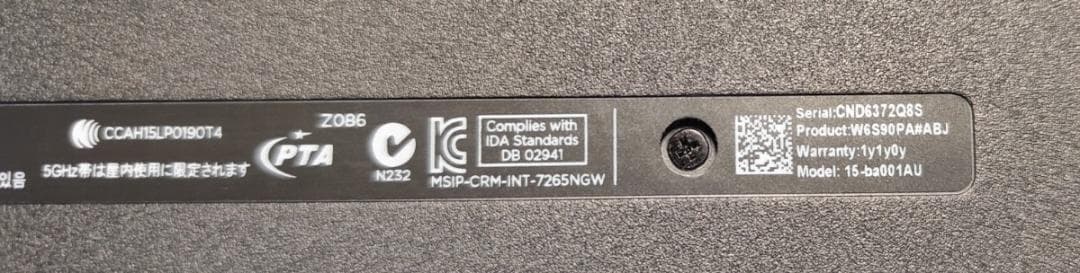 CCAH15LP0190T4
5GHz帯は屋内使用に限定されます
있음
Z086
PTA
N232
Complies with
IDA Standards
DB 02941
MSIP-CRM-INT-7265NGW
Serial:CND6372Q8S
Product:W6S90PA#ABJ
Warranty:1y1y0y
Model: 15-ba001AU